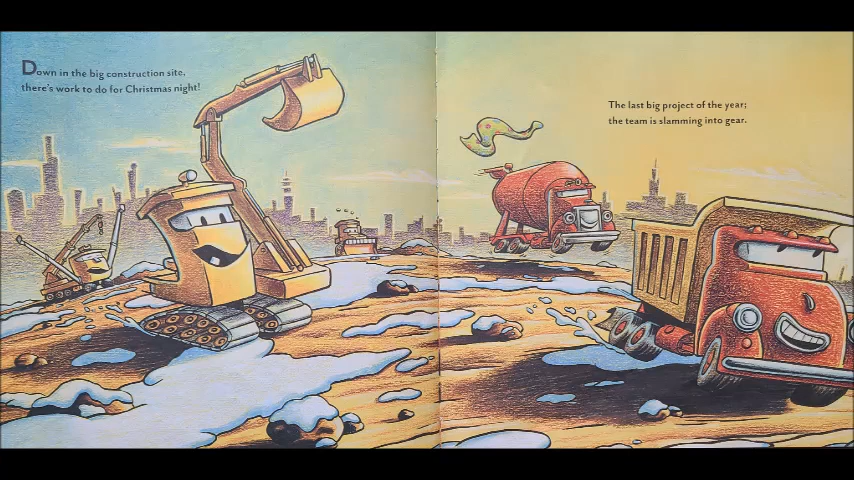 Down in the big construction site,
there's work to do for Christmas night!
The last big project of the year;
the team is slamming into gear.